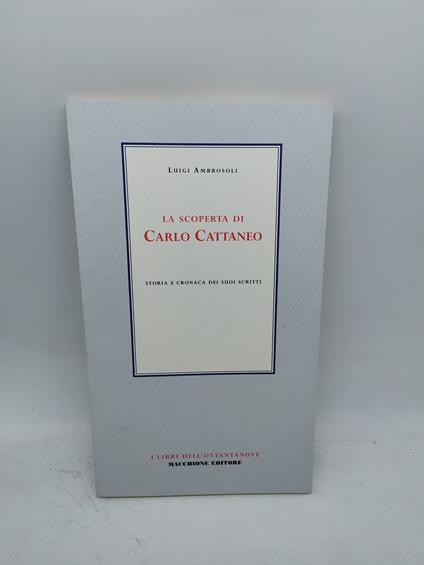 LUIGI AMBROSOLI
LA SCOPERTA DI
CARLO CATTANEO
STORIA E CRONACA DEI SUOI SCRITTI
I LIBRI DELL'OTTANTANOVE
MACCHIONE EDITORE